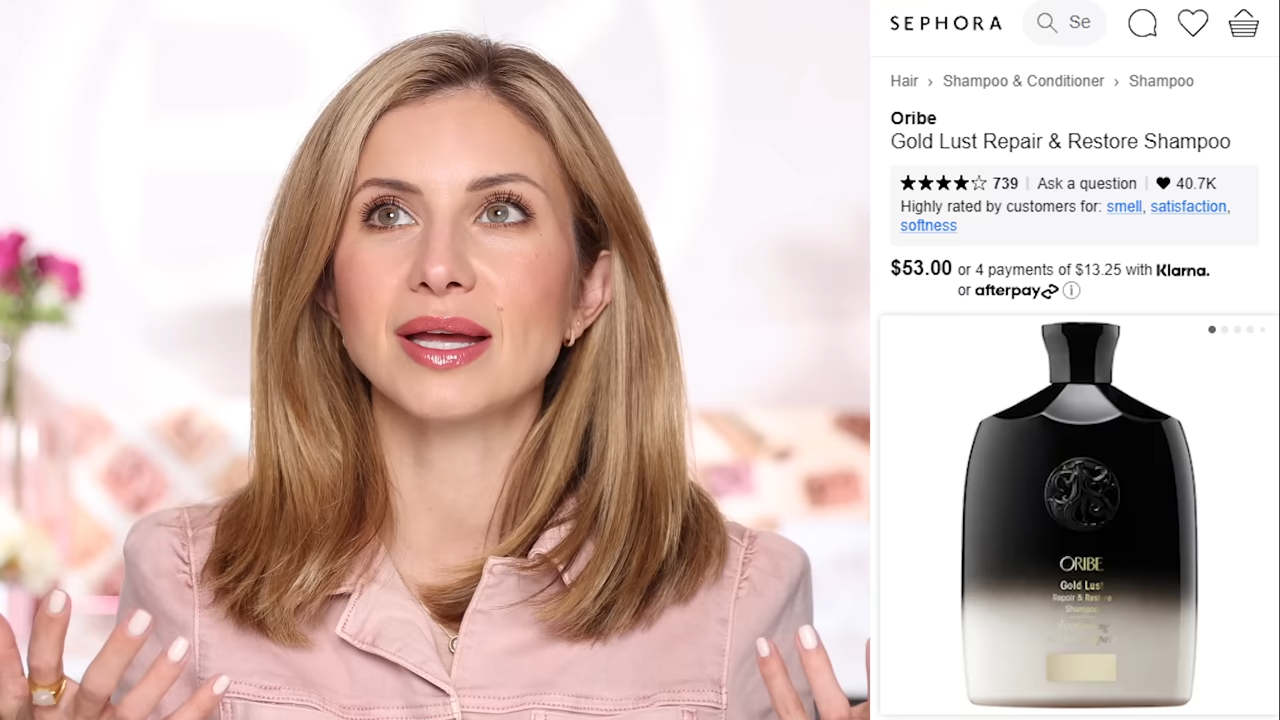 SEPHORA
Se
Hair › Shampoo & Conditioner › Shampoo
Oribe
Gold Lust Repair & Restore Shampoo
★★★★☆ 739 | Ask a question | ♥ 40.7K
Highly rated by customers for: smell, satisfaction,
softness
$53.00 or 4 payments of $13.25 with Klarna.
or afterpay
ORIBE
Gold Lust
Repair & Restore
Shampoo